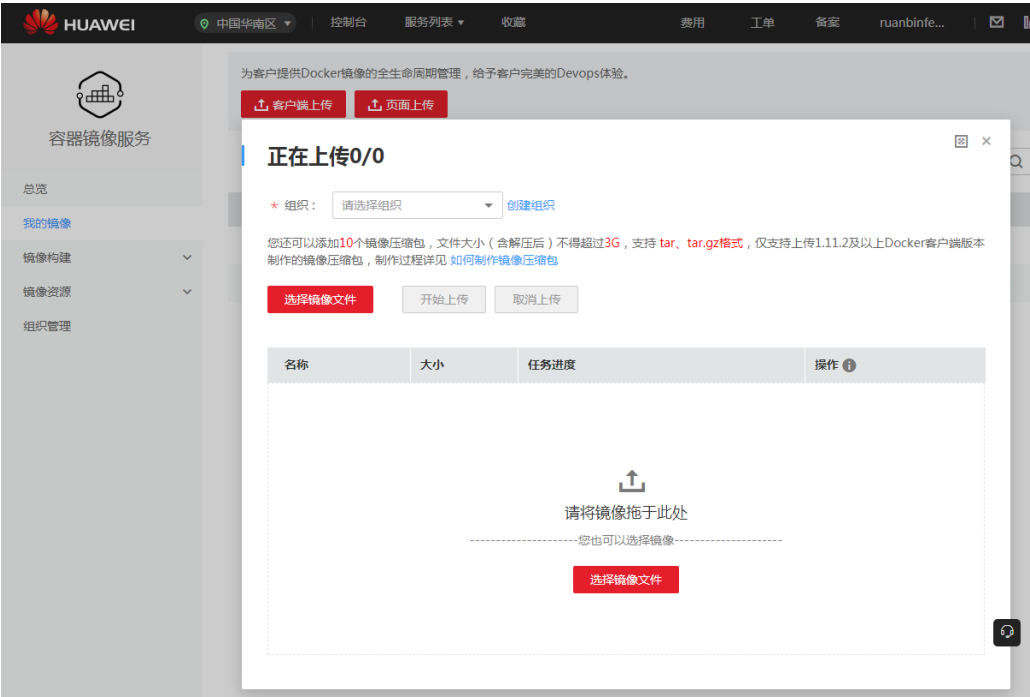 HUAWEI 中国华南区 控制台 服务列表 收藏 费用 工单 备案 ruanbinfe...
容器镜像服务
总览
我的镜像
镜像构建
镜像资源
组织管理
为客户提供Docker镜像的全生命周期管理，给予客户完美的Devops体验。
客户端上传 页面上传
正在上传0/0
* 组织： 请选择组织 创建组织
您还可以添加10个镜像压缩包，文件大小（含解压后）不得超过3G，支持 tar、tar.gz格式，仅支持上传1.11.2及以上Docker客户端版本
制作的镜像压缩包，制作过程详见 如何制作镜像压缩包
选择镜像文件 开始上传 取消上传
名称 大小 任务进度 操作
请将镜像拖于此处
---------------------您也可以选择镜像---------------------
选择镜像文件